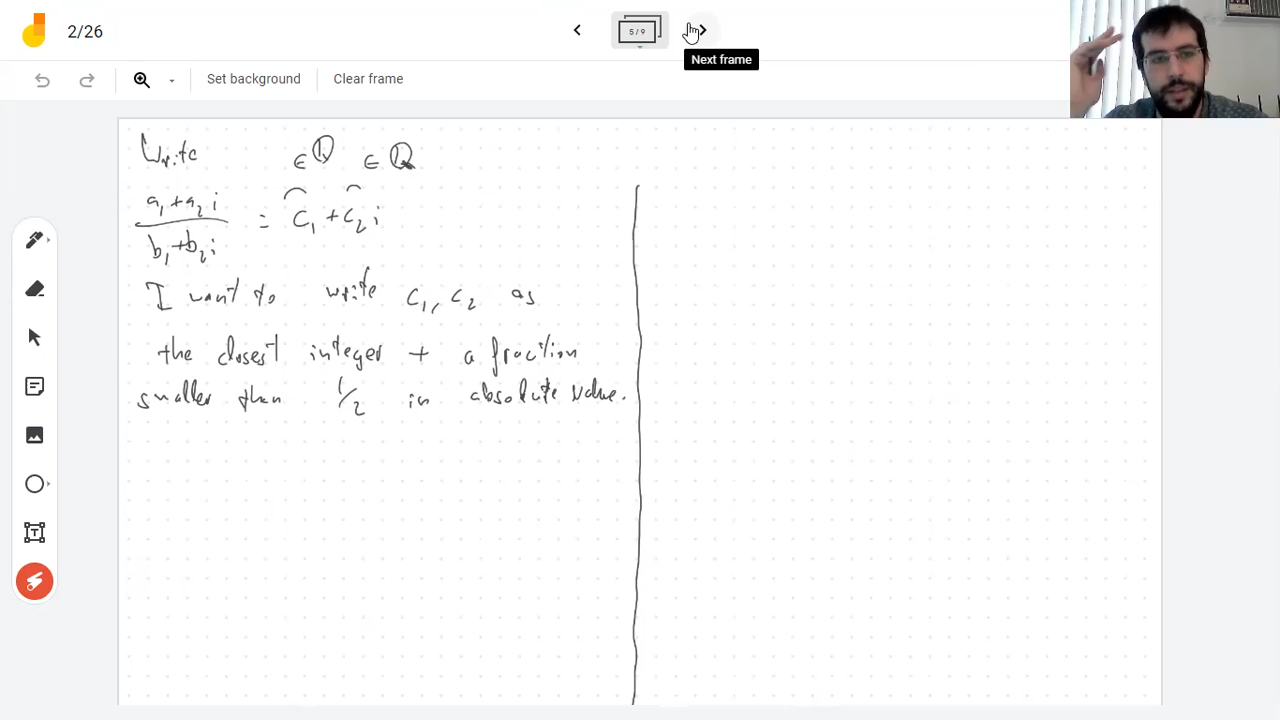 2/26
5 / 9
Next frame
Set background
Clear frame
Write ∈ ℚ ∈ ℚ
a₁+a₂i / b₁+b₂i = c₁ + c₂ i
I want to write c₁, c₂ as
the closest integer + a fraction
smaller than 1/2 in absolute value.